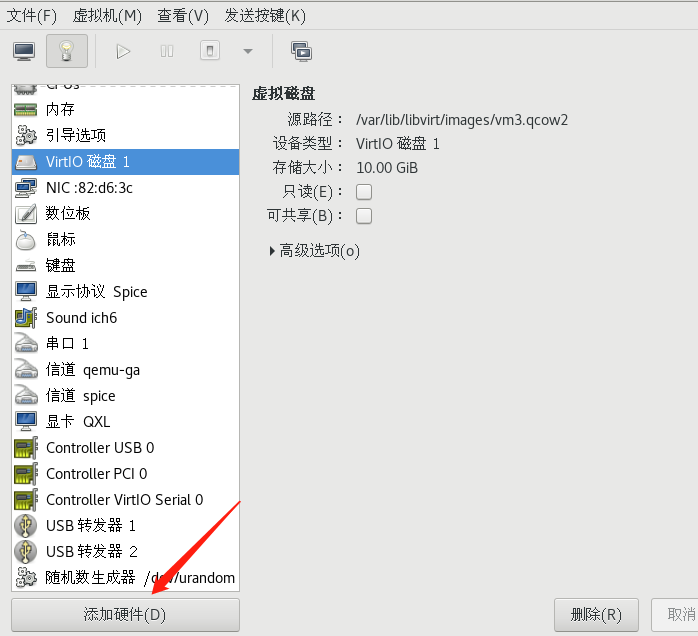 文件(F) 虚拟机(M) 查看(V) 发送按键(K)
CPUs
内存
引导选项
VirtIO 磁盘 1
NIC :82:d6:3c
数位板
鼠标
键盘
显示协议 Spice
Sound ich6
串口 1
信道 qemu-ga
信道 spice
显卡 QXL
Controller USB 0
Controller PCI 0
Controller VirtIO Serial 0
USB 转发器 1
USB 转发器 2
随机数生成器 /dev/urandom
添加硬件(D)
虚拟磁盘
源路径： /var/lib/libvirt/images/vm3.qcow2
设备类型： VirtIO 磁盘 1
存储大小： 10.00 GiB
只读(E)：
可共享(B)：
高级选项(o)
删除(R) 取消